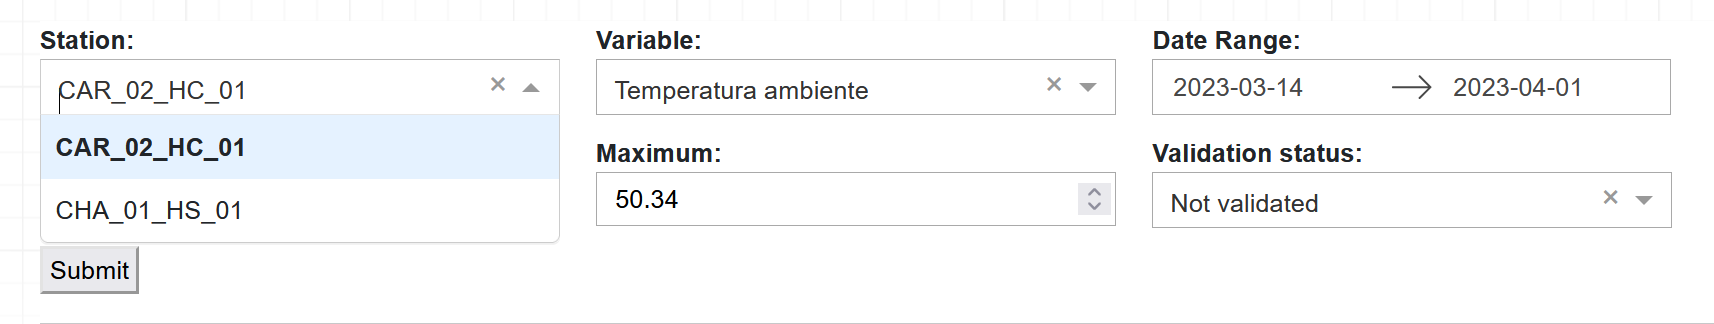 Station:
CAR_02_HC_01
CAR_02_HC_01
CHA_01_HS_01
Submit
Variable:
Temperatura ambiente
Maximum:
50.34
Date Range:
2023-03-14 → 2023-04-01
Validation status:
Not validated